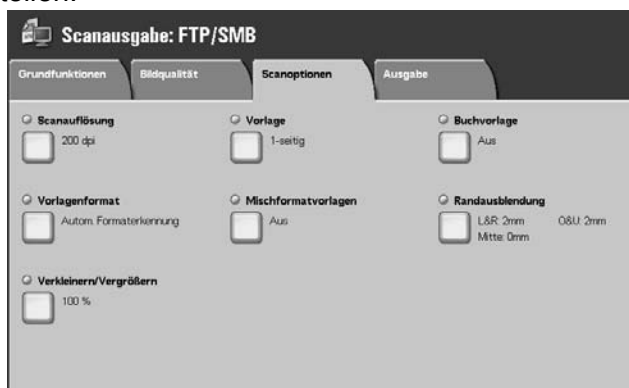 Scanausgabe: FTP/SMB
Grundfunktionen Bildqualität Scanoptionen Ausgabe
Scanauflösung Vorlage Buchvorlage
200 dpi 1-seitig Aus
Vorlagenformat Mischformatvorlagen Randausblendung
Autom. Formaterkennung Aus L&R: 2mm O&U: 2mm
Mitte: 0mm
Verkleinern/Vergrößern
100 %